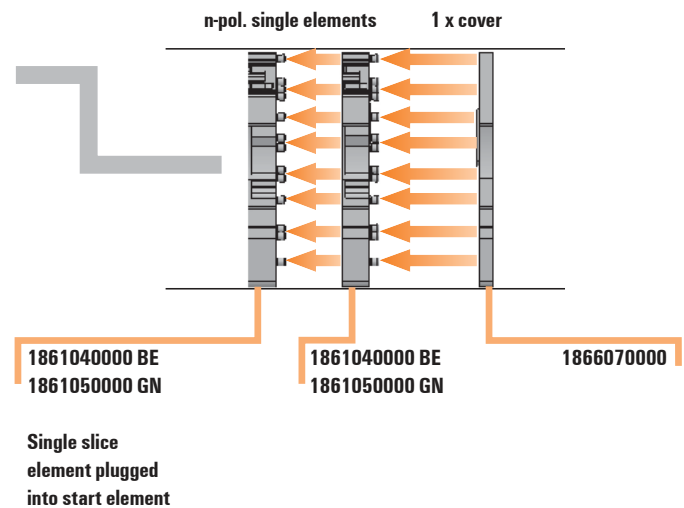 n-pol. single elements
1 x cover
1861040000 BE
1861050000 GN
1861040000 BE
1861050000 GN
1866070000
Single slice
element plugged
into start element